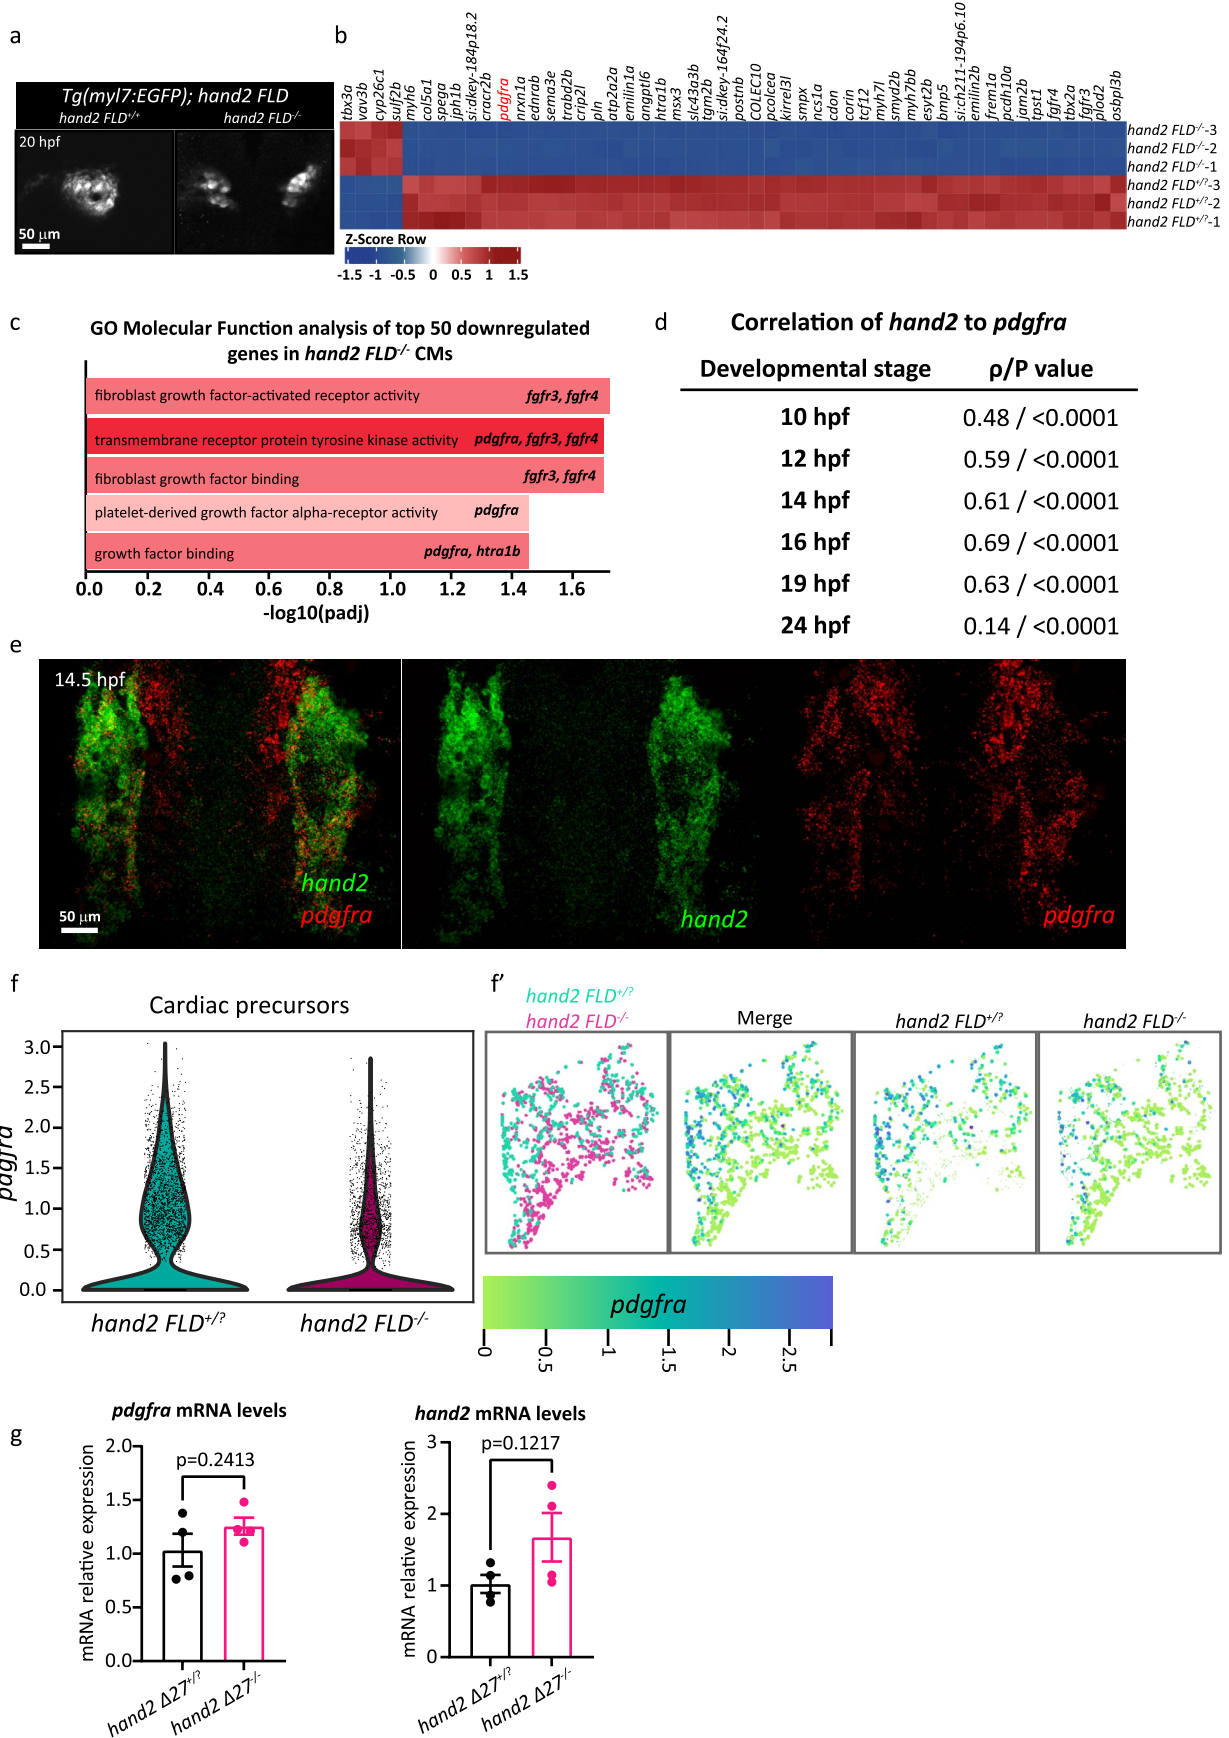 a
Tg(myl7:EGFP); hand2 FLD
hand2 FLD+/+
hand2 FLD-/-
20 hpf
50 μm
b
tbx3a
vav3b
cyp26c1
sulf2b
myh6
col5a1
spega
jph1b
si:dkey-184p18.2
cracr2b
pdgfra
nrxn1a
ednrab
sema3e
trabd2b
crip2l
pln
atp2a2a
emilin1a
angptl6
htra1b
msx3
slc43a3b
tgm2b
si:dkey-164f24.2
postnb
COLEC10
pcolcea
kirrel3l
smpx
ncs1a
cdon
corin
tcf12
myh7l
smyd2b
myh7bb
esyt2b
bmp5
si:ch211-194p6.10
emilin2b
frem1a
pcdh10a
jam2b
tpst1
fgfr4
tbx2a
fgfr3
plod2
osbpl3b
hand2 FLD-/--3
hand2 FLD-/--2
hand2 FLD-/--1
hand2 FLD+/?-3
hand2 FLD+/?-2
hand2 FLD+/?-1
Z-Score Row
-1.5 -1 -0.5 0 0.5 1 1.5
c
GO Molecular Function analysis of top 50 downregulated
genes in hand2 FLD-/- CMs
fibroblast growth factor-activated receptor activity fgfr3, fgfr4
transmembrane receptor protein tyrosine kinase activity pdgfra, fgfr3, fgfr4
fibroblast growth factor binding fgfr3, fgfr4
platelet-derived growth factor alpha-receptor activity pdgfra
growth factor binding pdgfra, htra1b
0.0 0.2 0.4 0.6 0.8 1.0 1.2 1.4 1.6
-log10(padj)
d
Correlation of hand2 to pdgfra
Developmental stage ρ/P value
10 hpf 0.48 / <0.0001
12 hpf 0.59 / <0.0001
14 hpf 0.61 / <0.0001
16 hpf 0.69 / <0.0001
19 hpf 0.63 / <0.0001
24 hpf 0.14 / <0.0001
e
14.5 hpf
hand2
pdgfra
50 μm
hand2
pdgfra
f
Cardiac precursors
pdgfra
3.0
2.5
2.0
1.5
1.0
0.5
0.0
hand2 FLD+/?
hand2 FLD-/-
f'
hand2 FLD+/?
hand2 FLD-/-
Merge
hand2 FLD+/?
hand2 FLD-/-
pdgfra
0 0.5 1 1.5 2 2.5
g
pdgfra mRNA levels
p=0.2413
mRNA relative expression
2.0
1.5
1.0
0.5
0.0
hand2 Δ27+/?
hand2 Δ27-/-
hand2 mRNA levels
p=0.1217
mRNA relative expression
3
2
1
0
hand2 Δ27+/?
hand2 Δ27-/-